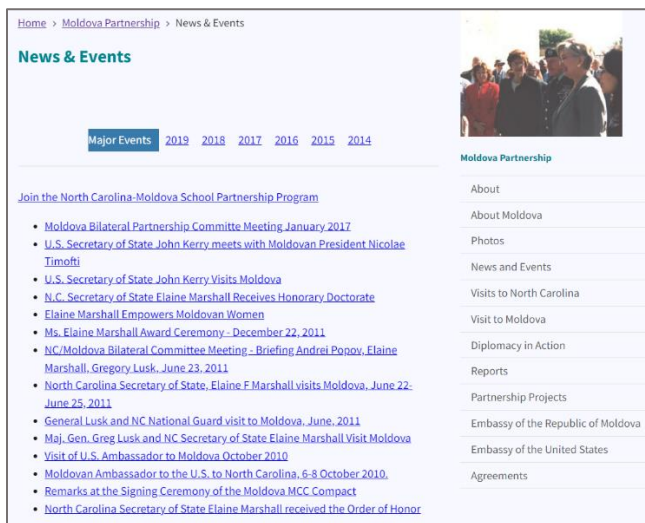 Home > Moldova Partnership > News & Events
News & Events
Major Events 2019 2018 2017 2016 2015 2014
Join the North Carolina-Moldova School Partnership Program
• Moldova Bilateral Partnership Committe Meeting January 2017
• U.S. Secretary of State John Kerry meets with Moldovan President Nicolae
Timofti
• U.S. Secretary of State John Kerry Visits Moldova
• N.C. Secretary of State Elaine Marshall Receives Honorary Doctorate
• Elaine Marshall Empowers Moldovan Women
• Ms. Elaine Marshall Award Ceremony - December 22, 2011
• NC/Moldova Bilateral Committee Meeting - Briefing Andrei Popov, Elaine
Marshall, Gregory Lusk, June 23, 2011
• North Carolina Secretary of State, Elaine F Marshall visits Moldova, June 22-
June 25, 2011
• General Lusk and NC National Guard visit to Moldova, June, 2011
• Maj. Gen. Greg Lusk and NC Secretary of State Elaine Marshall Visit Moldova
• Visit of U.S. Ambassador to Moldova October 2010
• Moldovan Ambassador to the U.S. to North Carolina, 6-8 October 2010.
• Remarks at the Signing Ceremony of the Moldova MCC Compact
• North Carolina Secretary of State Elaine Marshall received the Order of Honor
Moldova Partnership
About
About Moldova
Photos
News and Events
Visits to North Carolina
Visit to Moldova
Diplomacy in Action
Reports
Partnership Projects
Embassy of the Republic of Moldova
Embassy of the United States
Agreements